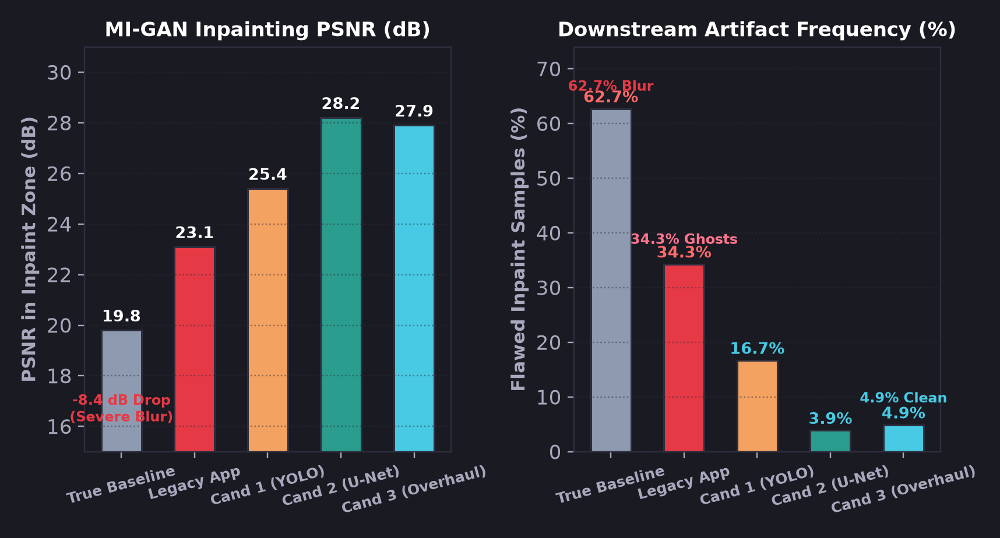 MI-GAN Inpainting PSNR (dB)
PSNR in Inpaint Zone (dB)
30
28
26
24
22
20
18
16
19.8
23.1
25.4
28.2
27.9
-8.4 dB Drop
(Severe Blur)
True Baseline
Legacy App
Cand 1 (YOLO)
Cand 2 (U-Net)
Cand 3 (Overhaul)
Downstream Artifact Frequency (%)
Flawed Inpaint Samples (%)
70
60
50
40
30
20
10
0
62.7% Blur
62.7%
34.3% Ghosts
34.3%
16.7%
3.9%
4.9% Clean
4.9%
True Baseline
Legacy App
Cand 1 (YOLO)
Cand 2 (U-Net)
Cand 3 (Overhaul)